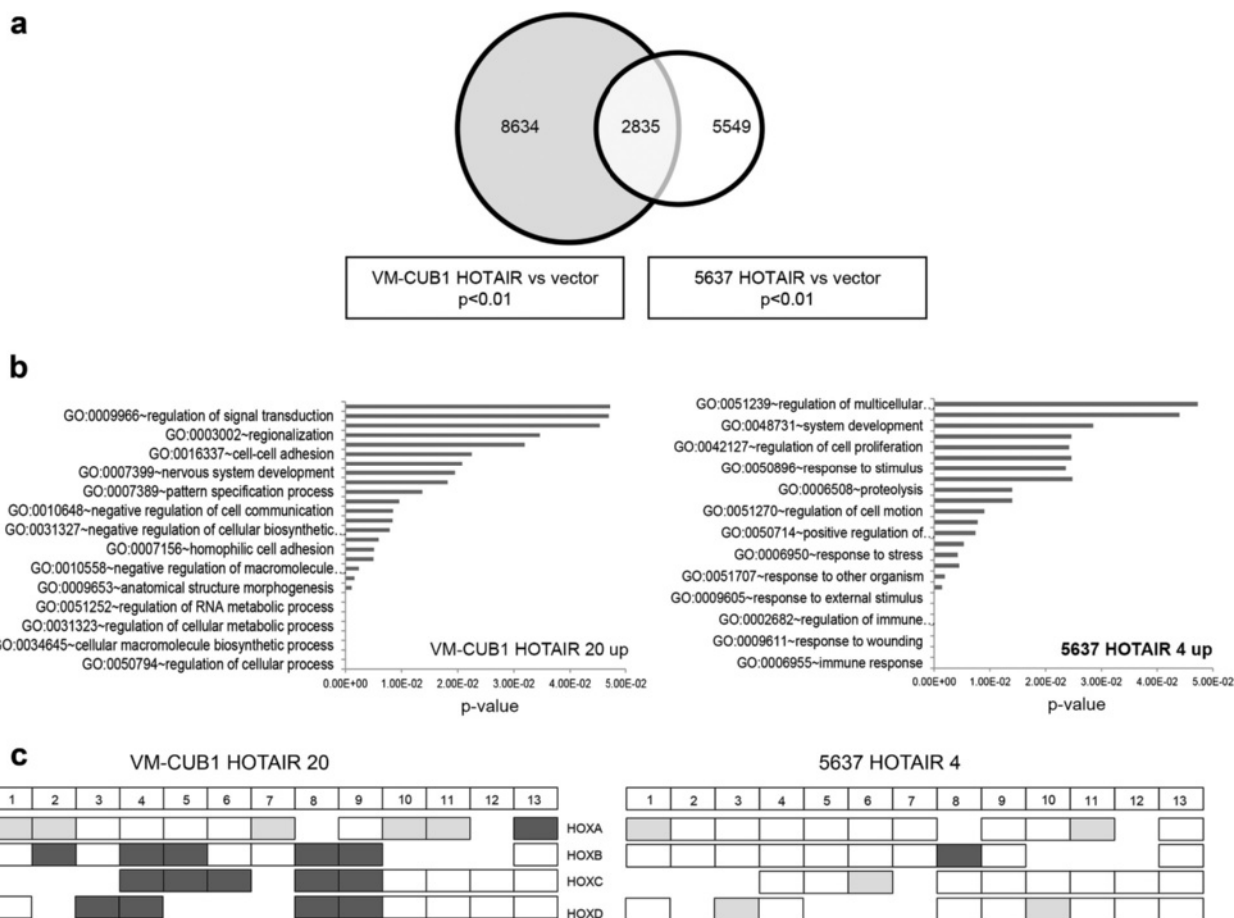 a
8634
2835
5549
VM-CUB1 HOTAIR vs vector
p<0.01
5637 HOTAIR vs vector
p<0.01
b
GO:0009966~regulation of signal transduction
GO:0003002~regionalization
GO:0016337~cell-cell adhesion
GO:0007399~nervous system development
GO:0007389~pattern specification process
GO:0010648~negative regulation of cell communication
GO:0031327~negative regulation of cellular biosynthetic..
GO:0007156~homophilic cell adhesion
GO:0010558~negative regulation of macromolecule..
GO:0009653~anatomical structure morphogenesis
GO:0051252~regulation of RNA metabolic process
GO:0031323~regulation of cellular metabolic process
GO:0034645~cellular macromolecule biosynthetic process
GO:0050794~regulation of cellular process
VM-CUB1 HOTAIR 20 up
0.00E+00 1.00E-02 2.00E-02 3.00E-02 4.00E-02 5.00E-02
p-value
GO:0051239~regulation of multicellular..
GO:0048731~system development
GO:0042127~regulation of cell proliferation
GO:0050896~response to stimulus
GO:0006508~proteolysis
GO:0051270~regulation of cell motion
GO:0050714~positive regulation of..
GO:0006950~response to stress
GO:0051707~response to other organism
GO:0009605~response to external stimulus
GO:0002682~regulation of immune..
GO:0009611~response to wounding
GO:0006955~immune response
5637 HOTAIR 4 up
0.00E+00 1.00E-02 2.00E-02 3.00E-02 4.00E-02 5.00E-02
p-value
c
VM-CUB1 HOTAIR 20
5637 HOTAIR 4
1 2 3 4 5 6 7 8 9 10 11 12 13
1 2 3 4 5 6 7 8 9 10 11 12 13
HOXA
HOXB
HOXC
HOXD